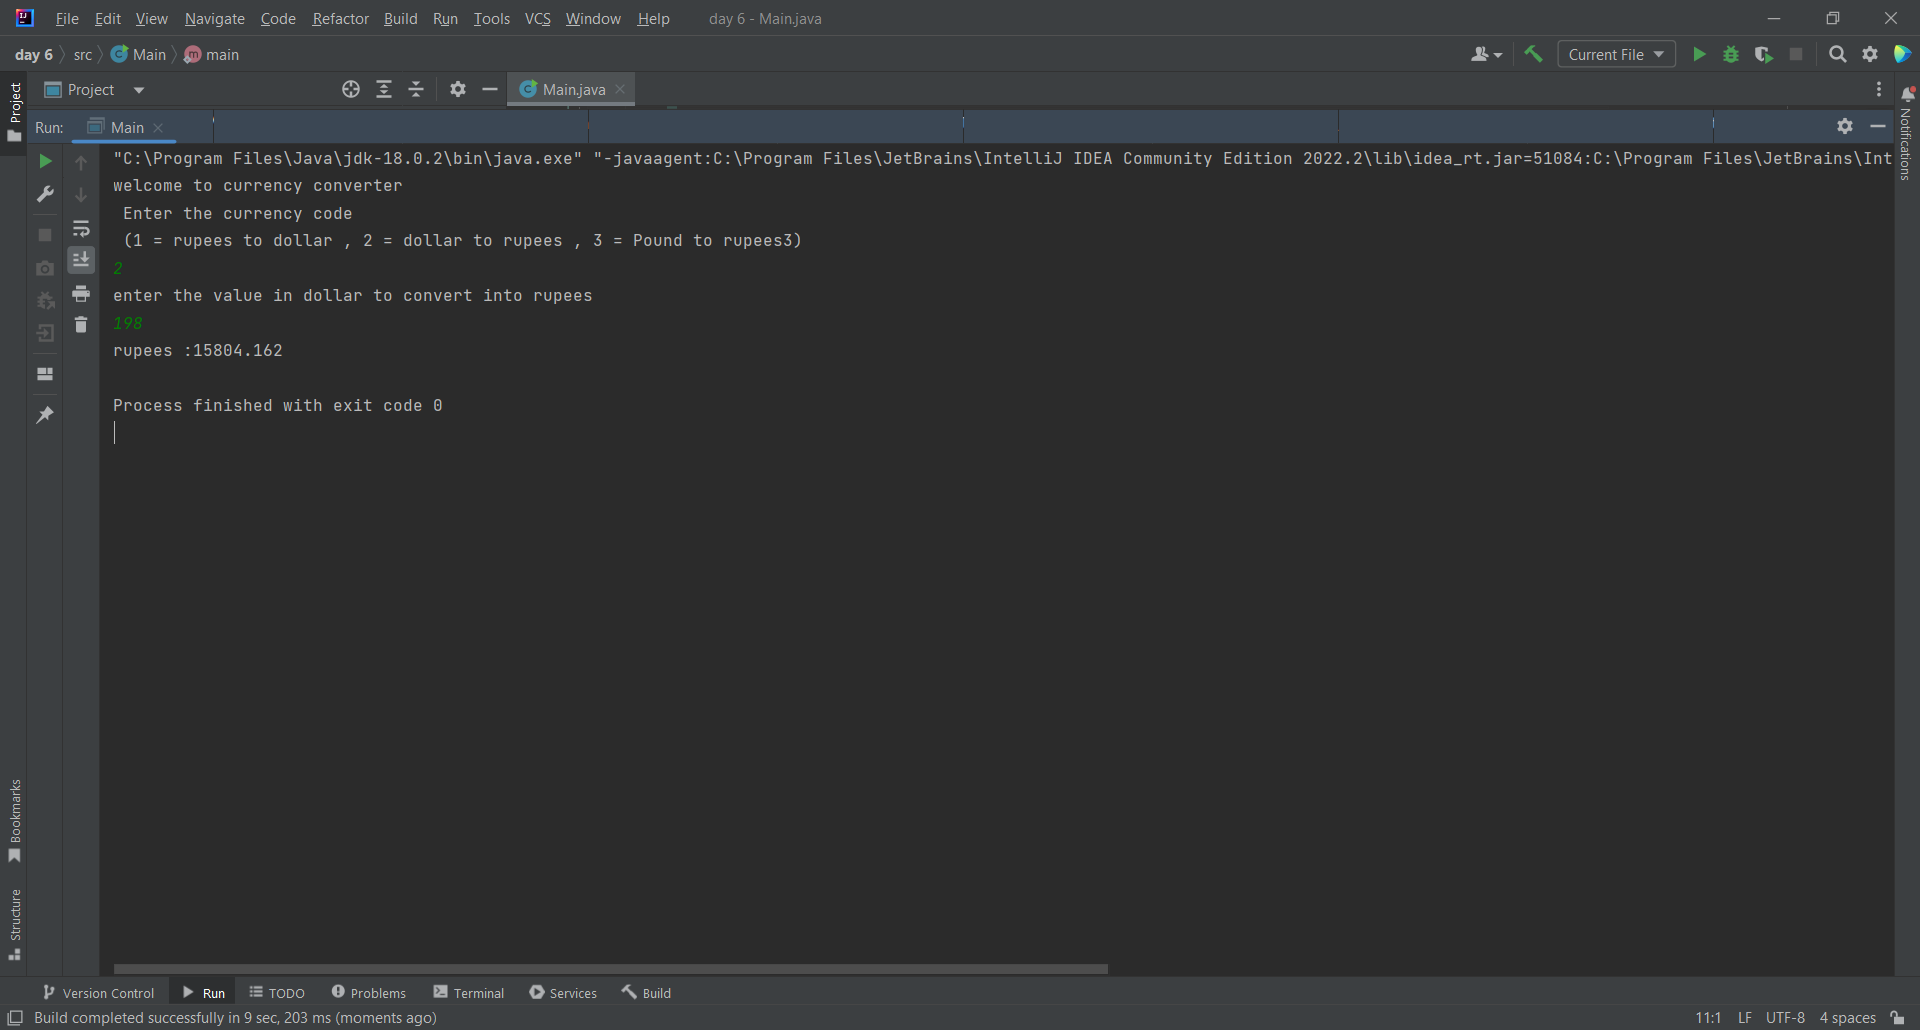 File Edit View Navigate Code Refactor Build Run Tools VCS Window Help day 6 - Main.java
day 6 src Main main Current File
Project Project Main.java
Notifications
Run: Main
"C:\Program Files\Java\jdk-18.0.2\bin\java.exe" "-javaagent:C:\Program Files\JetBrains\IntelliJ IDEA Community Edition 2022.2\lib\idea_rt.jar=51084:C:\Program Files\JetBrains\Int
welcome to currency converter
Enter the currency code
(1 = rupees to dollar , 2 = dollar to rupees , 3 = Pound to rupees3)
2
enter the value in dollar to convert into rupees
198
rupees :15804.162
Process finished with exit code 0
Bookmarks
Structure
Version Control Run TODO Problems Terminal Services Build
Build completed successfully in 9 sec, 203 ms (moments ago) 11:1 LF UTF-8 4 spaces